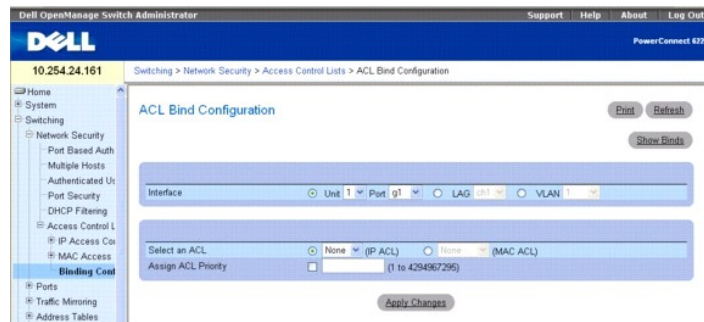 Dell OpenManage Switch Administrator
Support Help About Log Out
DELL
PowerConnect 622
10.254.24.161
Switching > Network Security > Access Control Lists > ACL Bind Configuration
Home
System
Switching
Network Security
Port Based Auth
Multiple Hosts
Authenticated Us
Port Security
DHCP Filtering
Access Control L
IP Access Co
MAC Access
Binding Conf
Ports
Traffic Mirroring
Address Tables
ACL Bind Configuration
Print Refresh
Show Binds
Interface Unit 1 Port g1 LAG ch1 VLAN 1
Select an ACL None (IP ACL) None (MAC ACL)
Assign ACL Priority (1 to 4294967295)
Apply Changes